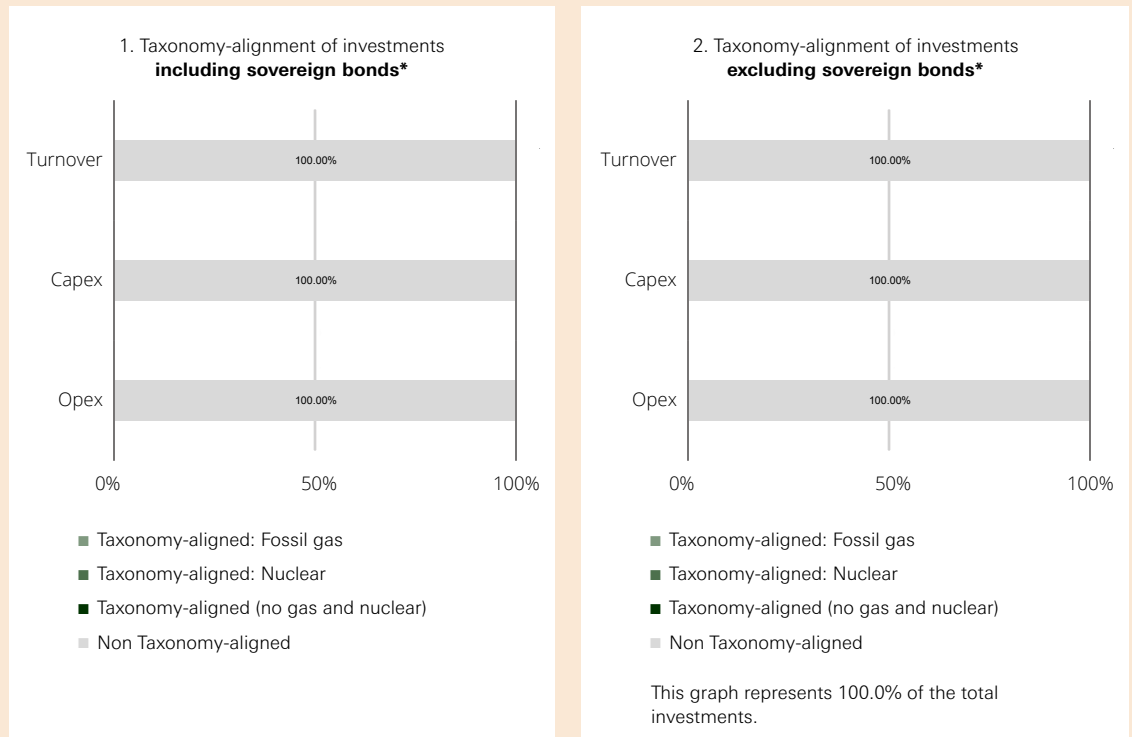 1. Taxonomy-alignment of investments
including sovereign bonds*
Turnover
100.00%
Capex
100.00%
Opex
100.00%
0%
50%
100%
Taxonomy-aligned: Fossil gas
Taxonomy-aligned: Nuclear
Taxonomy-aligned (no gas and nuclear)
Non Taxonomy-aligned
2. Taxonomy-alignment of investments
excluding sovereign bonds*
Turnover
100.00%
Capex
100.00%
Opex
100.00%
0%
50%
100%
Taxonomy-aligned: Fossil gas
Taxonomy-aligned: Nuclear
Taxonomy-aligned (no gas and nuclear)
Non Taxonomy-aligned
This graph represents 100.0% of the total
investments.